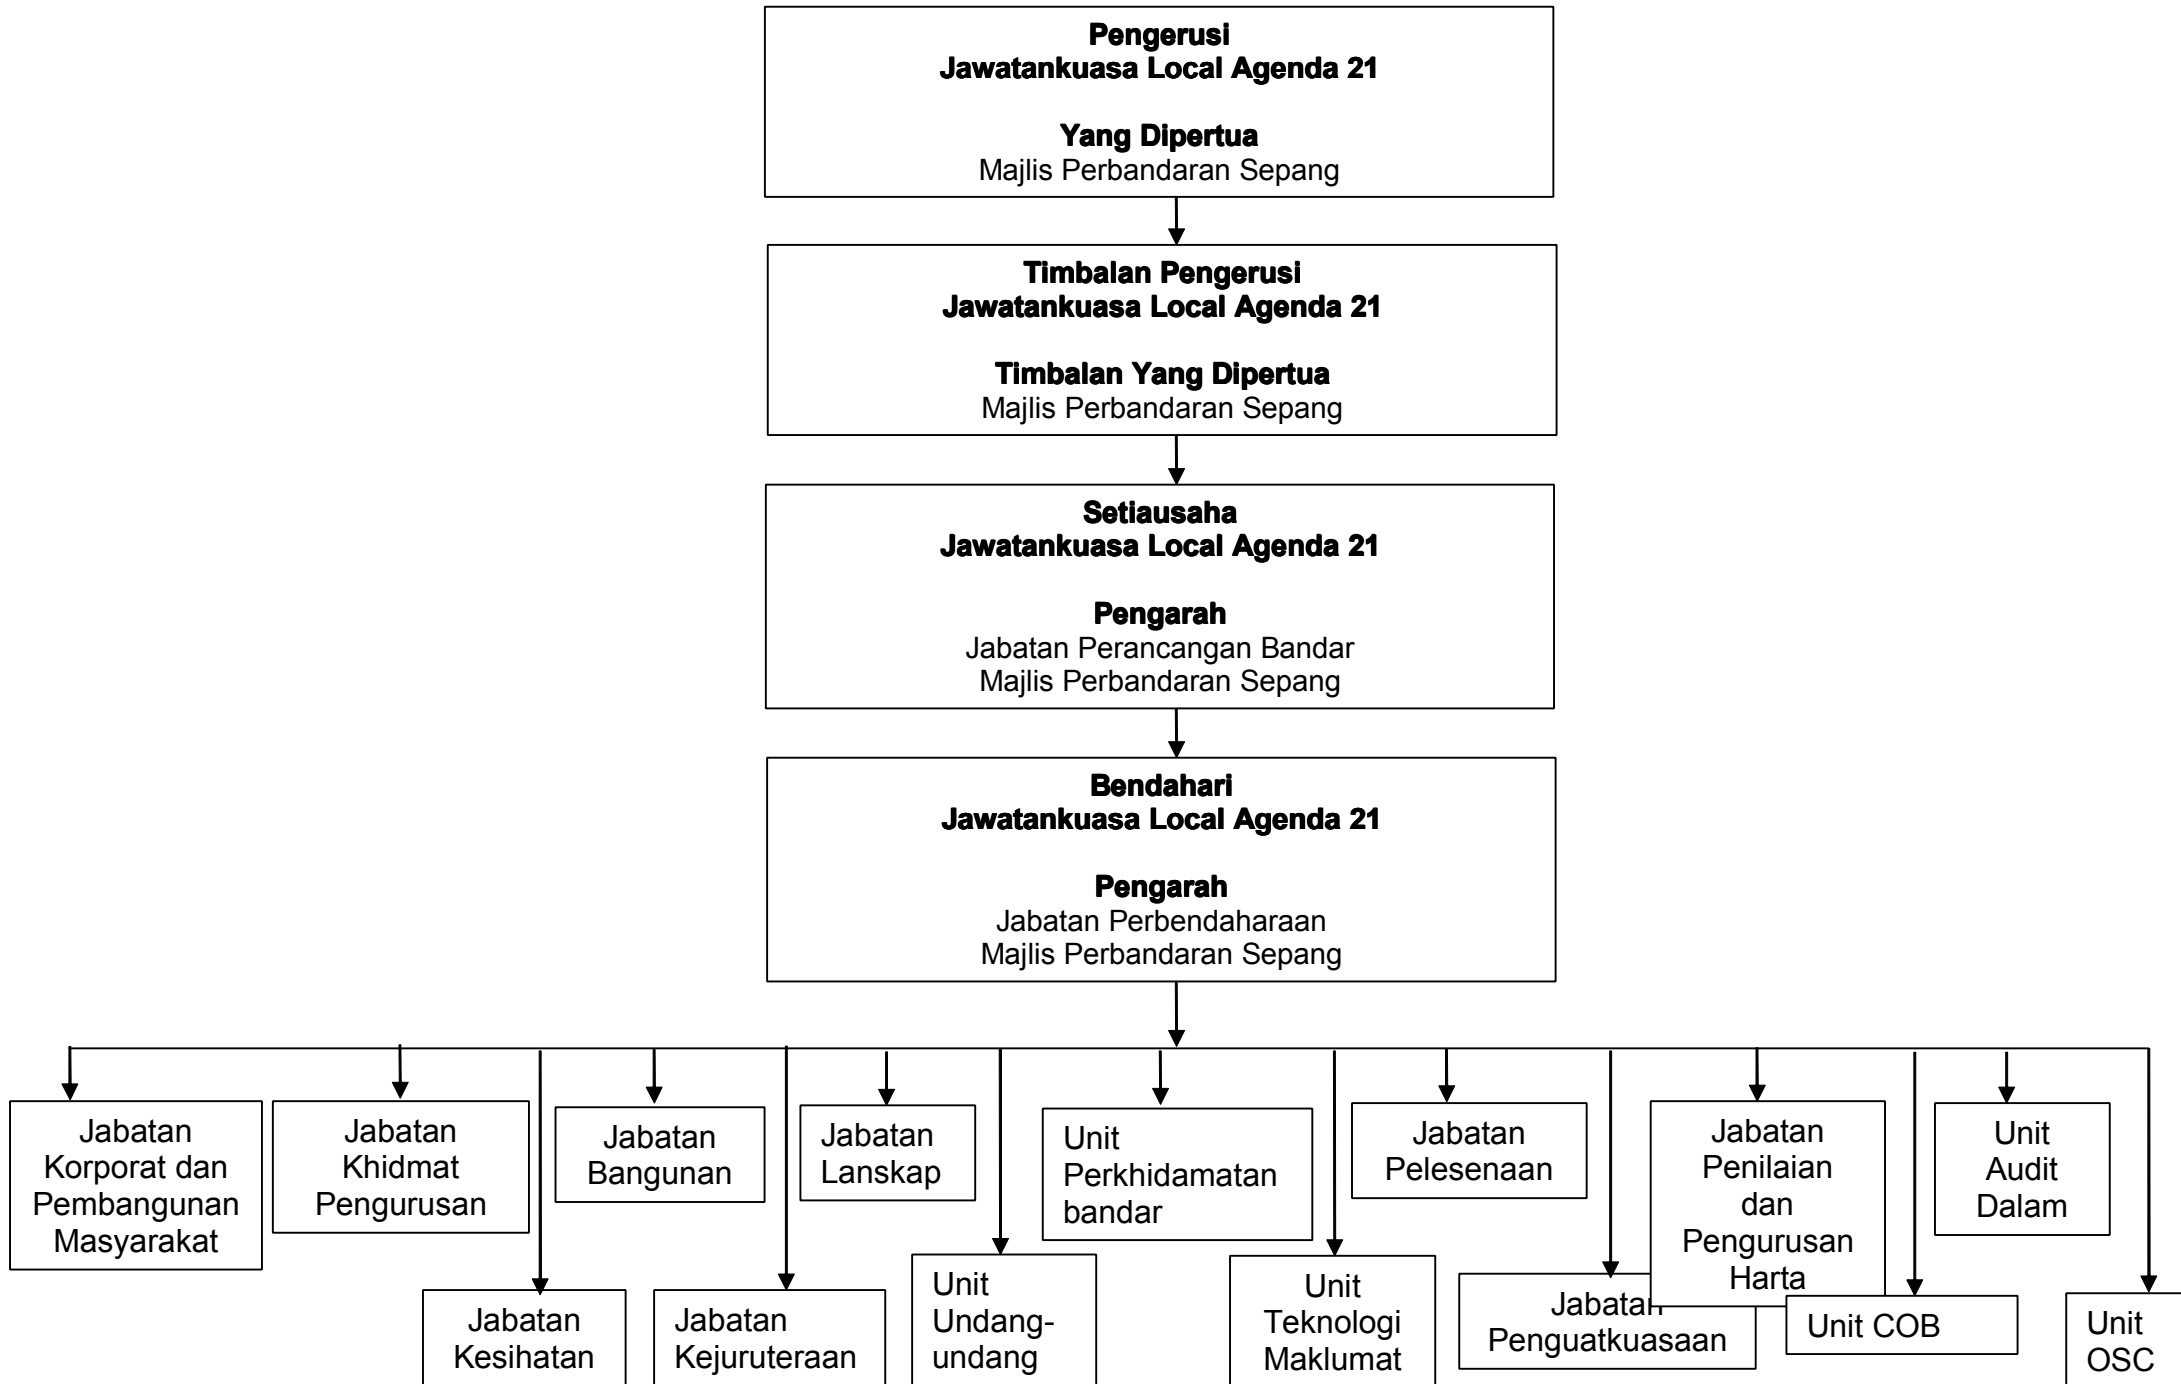 Pengerusi
Jawatankuasa Local Agenda 21
Yang Dipertua
Majlis Perbandaran Sepang
Timbalan Pengerusi
Jawatankuasa Local Agenda 21
Timbalan Yang Dipertua
Majlis Perbandaran Sepang
Setiausaha
Jawatankuasa Local Agenda 21
Pengarah
Jabatan Perancangan Bandar
Majlis Perbandaran Sepang
Bendahari
Jawatankuasa Local Agenda 21
Pengarah
Jabatan Perbendaharaan
Majlis Perbandaran Sepang
Jabatan
Korporat dan
Pembangunan
Masyarakat
Jabatan
Khidmat
Pengurusan
Jabatan
Bangunan
Jabatan
Lanskap
Unit
Perkhidamatan
bandar
Jabatan
Pelesenaan
Jabatan
Penilaian
dan
Pengurusan
Harta
Unit
Audit
Dalam
Jabatan
Kesihatan
Jabatan
Kejuruteraan
Unit
Undang-
undang
Unit
Teknologi
Maklumat
Jabatan
Penguatkuasaan
Unit COB
Unit
OSC